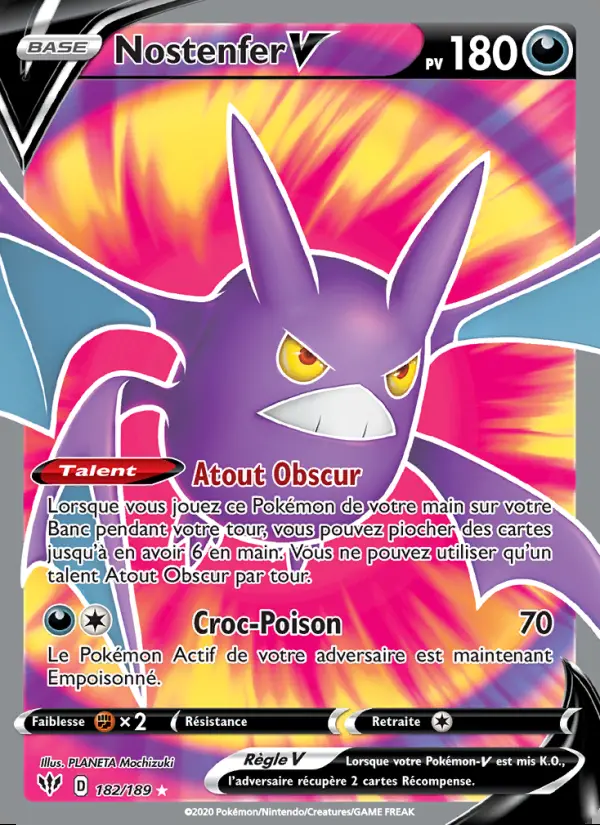 BASE Nostenfer V PV 180
Talent Atout Obscur
Lorsque vous jouez ce Pokémon de votre main sur votre
Banc pendant votre tour, vous pouvez piocher des cartes
jusqu'à en avoir 6 en main. Vous ne pouvez utiliser qu'un
talent Atout Obscur par tour.
Croc-Poison 70
Le Pokémon Actif de votre adversaire est maintenant
Empoisonné.
Faiblesse ×2 Résistance Retraite
Illus. PLANETA Mochizuki
Règle V Lorsque votre Pokémon-V est mis K.O.,
l'adversaire récupère 2 cartes Récompense.
D 182/189
©2020 Pokémon/Nintendo/Creatures/GAME FREAK